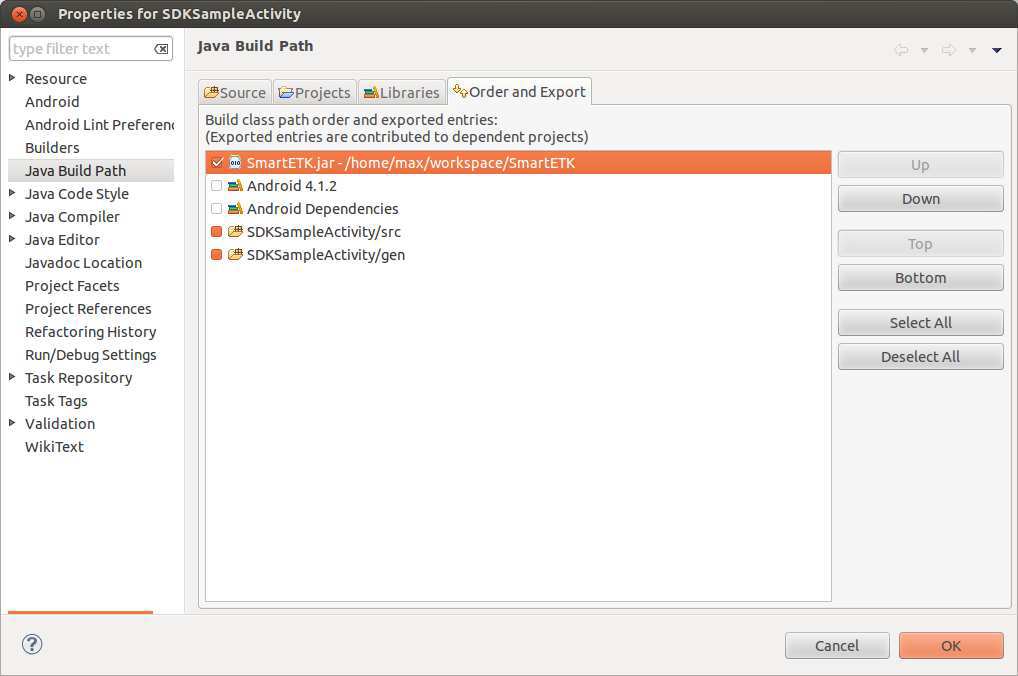 Properties for SDKSampleActivity
type filter text
Resource
Android
Android Lint Preferenc
Builders
Java Build Path
Java Code Style
Java Compiler
Java Editor
Javadoc Location
Project Facets
Project References
Refactoring History
Run/Debug Settings
Task Repository
Task Tags
Validation
WikiText
Java Build Path
Source Projects Libraries Order and Export
Build class path order and exported entries:
(Exported entries are contributed to dependent projects)
SmartETK.jar - /home/max/workspace/SmartETK
Android 4.1.2
Android Dependencies
SDKSampleActivity/src
SDKSampleActivity/gen
Up
Down
Top
Bottom
Select All
Deselect All
?
Cancel OK